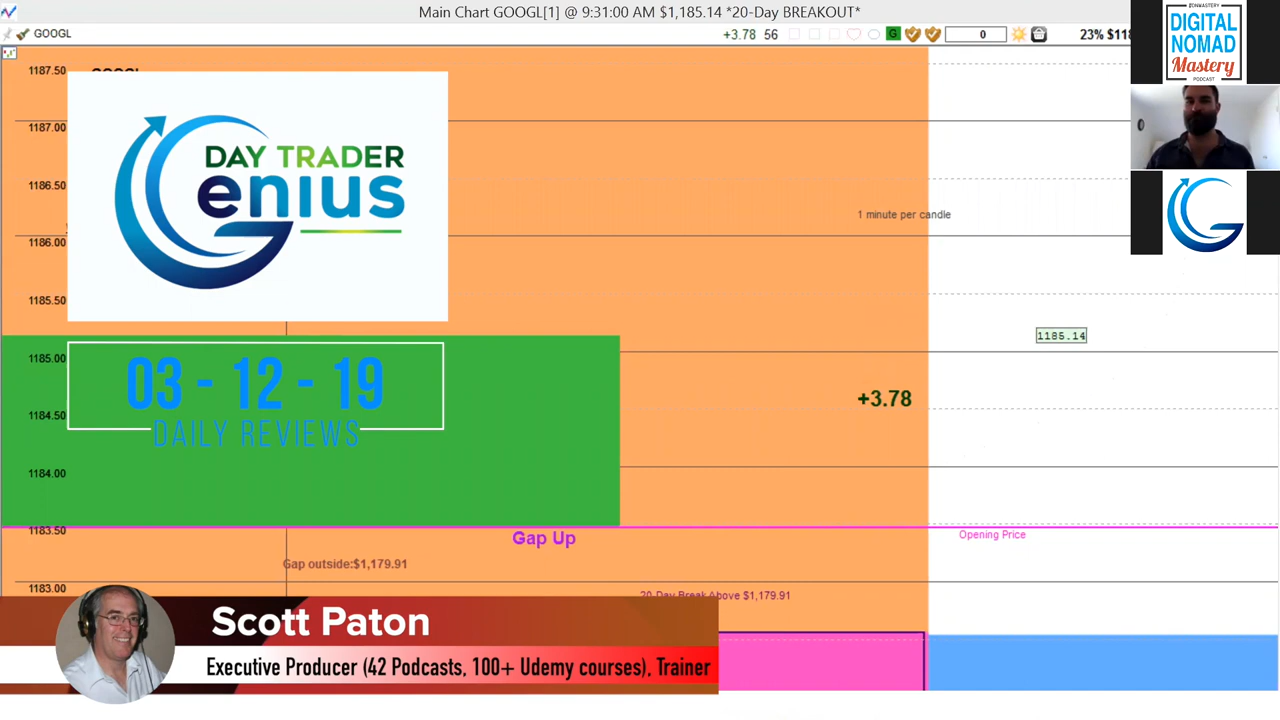 Main Chart GOOGL[1] @ 9:31:00 AM $1,185.14 *20-Day BREAKOUT*
GOOGL
+3.78 56
G
0
23% $118
DIGITAL
NOMAD
Mastery
PODCAST
1187.50
1187.00
1186.50
1186.00
1185.50
1185.00
1184.50
1184.00
1183.50
1183.00
DAY TRADER
Genius
1 minute per candle
1185.14
03 - 12 - 19
DAILY REVIEWS
+3.78
Gap Up
Opening Price
Gap outside:$1,179.91
20-Day Break Above $1,179.91
Scott Paton
Executive Producer (42 Podcasts, 100+ Udemy courses), Trainer